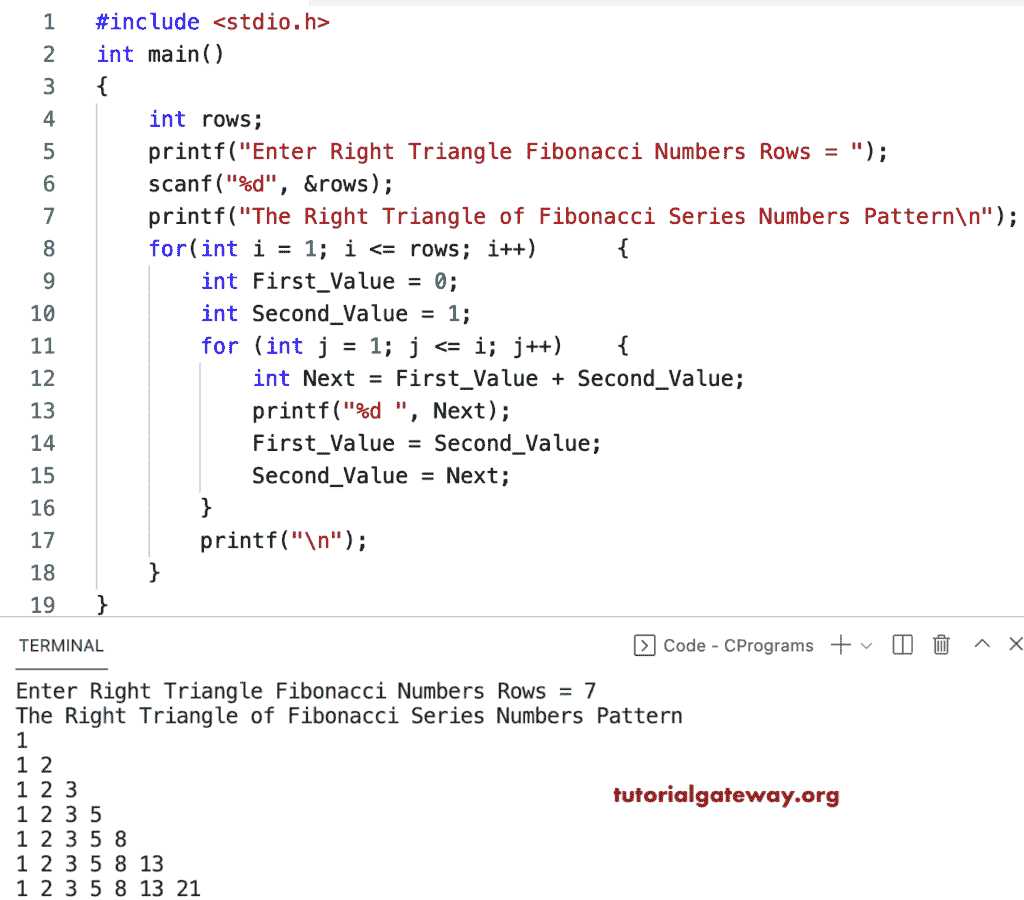 1 #include <stdio.h>
2 int main()
3 {
4     int rows;
5     printf("Enter Right Triangle Fibonacci Numbers Rows = ");
6     scanf("%d", &rows);
7     printf("The Right Triangle of Fibonacci Series Numbers Pattern\n");
8     for(int i = 1; i <= rows; i++)      {
9         int First_Value = 0;
10         int Second_Value = 1;
11         for (int j = 1; j <= i; j++)    {
12             int Next = First_Value + Second_Value;
13             printf("%d ", Next);
14             First_Value = Second_Value;
15             Second_Value = Next;
16         }
17         printf("\n");
18     }
19 }
TERMINAL Code - CPrograms
Enter Right Triangle Fibonacci Numbers Rows = 7
The Right Triangle of Fibonacci Series Numbers Pattern
1
1 2
1 2 3
tutorialgateway.org
1 2 3 5
1 2 3 5 8
1 2 3 5 8 13
1 2 3 5 8 13 21